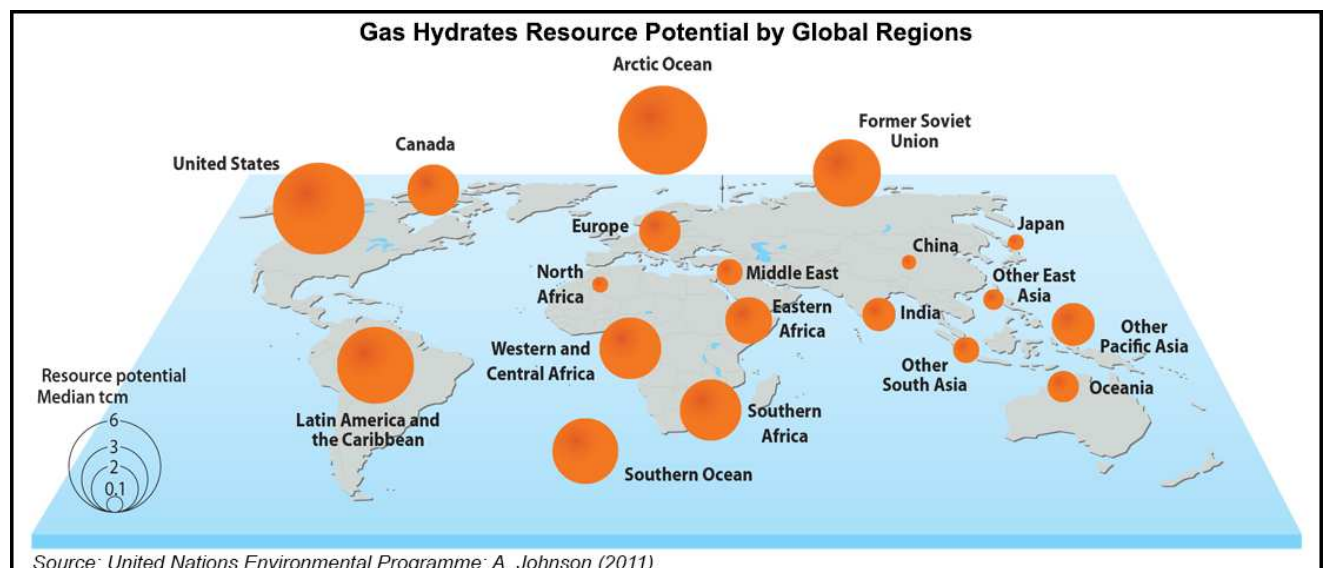 Gas Hydrates Resource Potential by Global Regions
Arctic Ocean
Former Soviet
Union
Canada
United States
Europe
Japan
China
North
Africa
Middle East
Other East
Asia
Eastern
Africa
India
Other
Pacific Asia
Western and
Central Africa
Other
South Asia
Oceania
Resource potential
Median tcm
6
3
2
0.1
Latin America and
the Caribbean
Southern
Africa
Southern Ocean
Source: United Nations Environmental Programme; A. Johnson (2011)